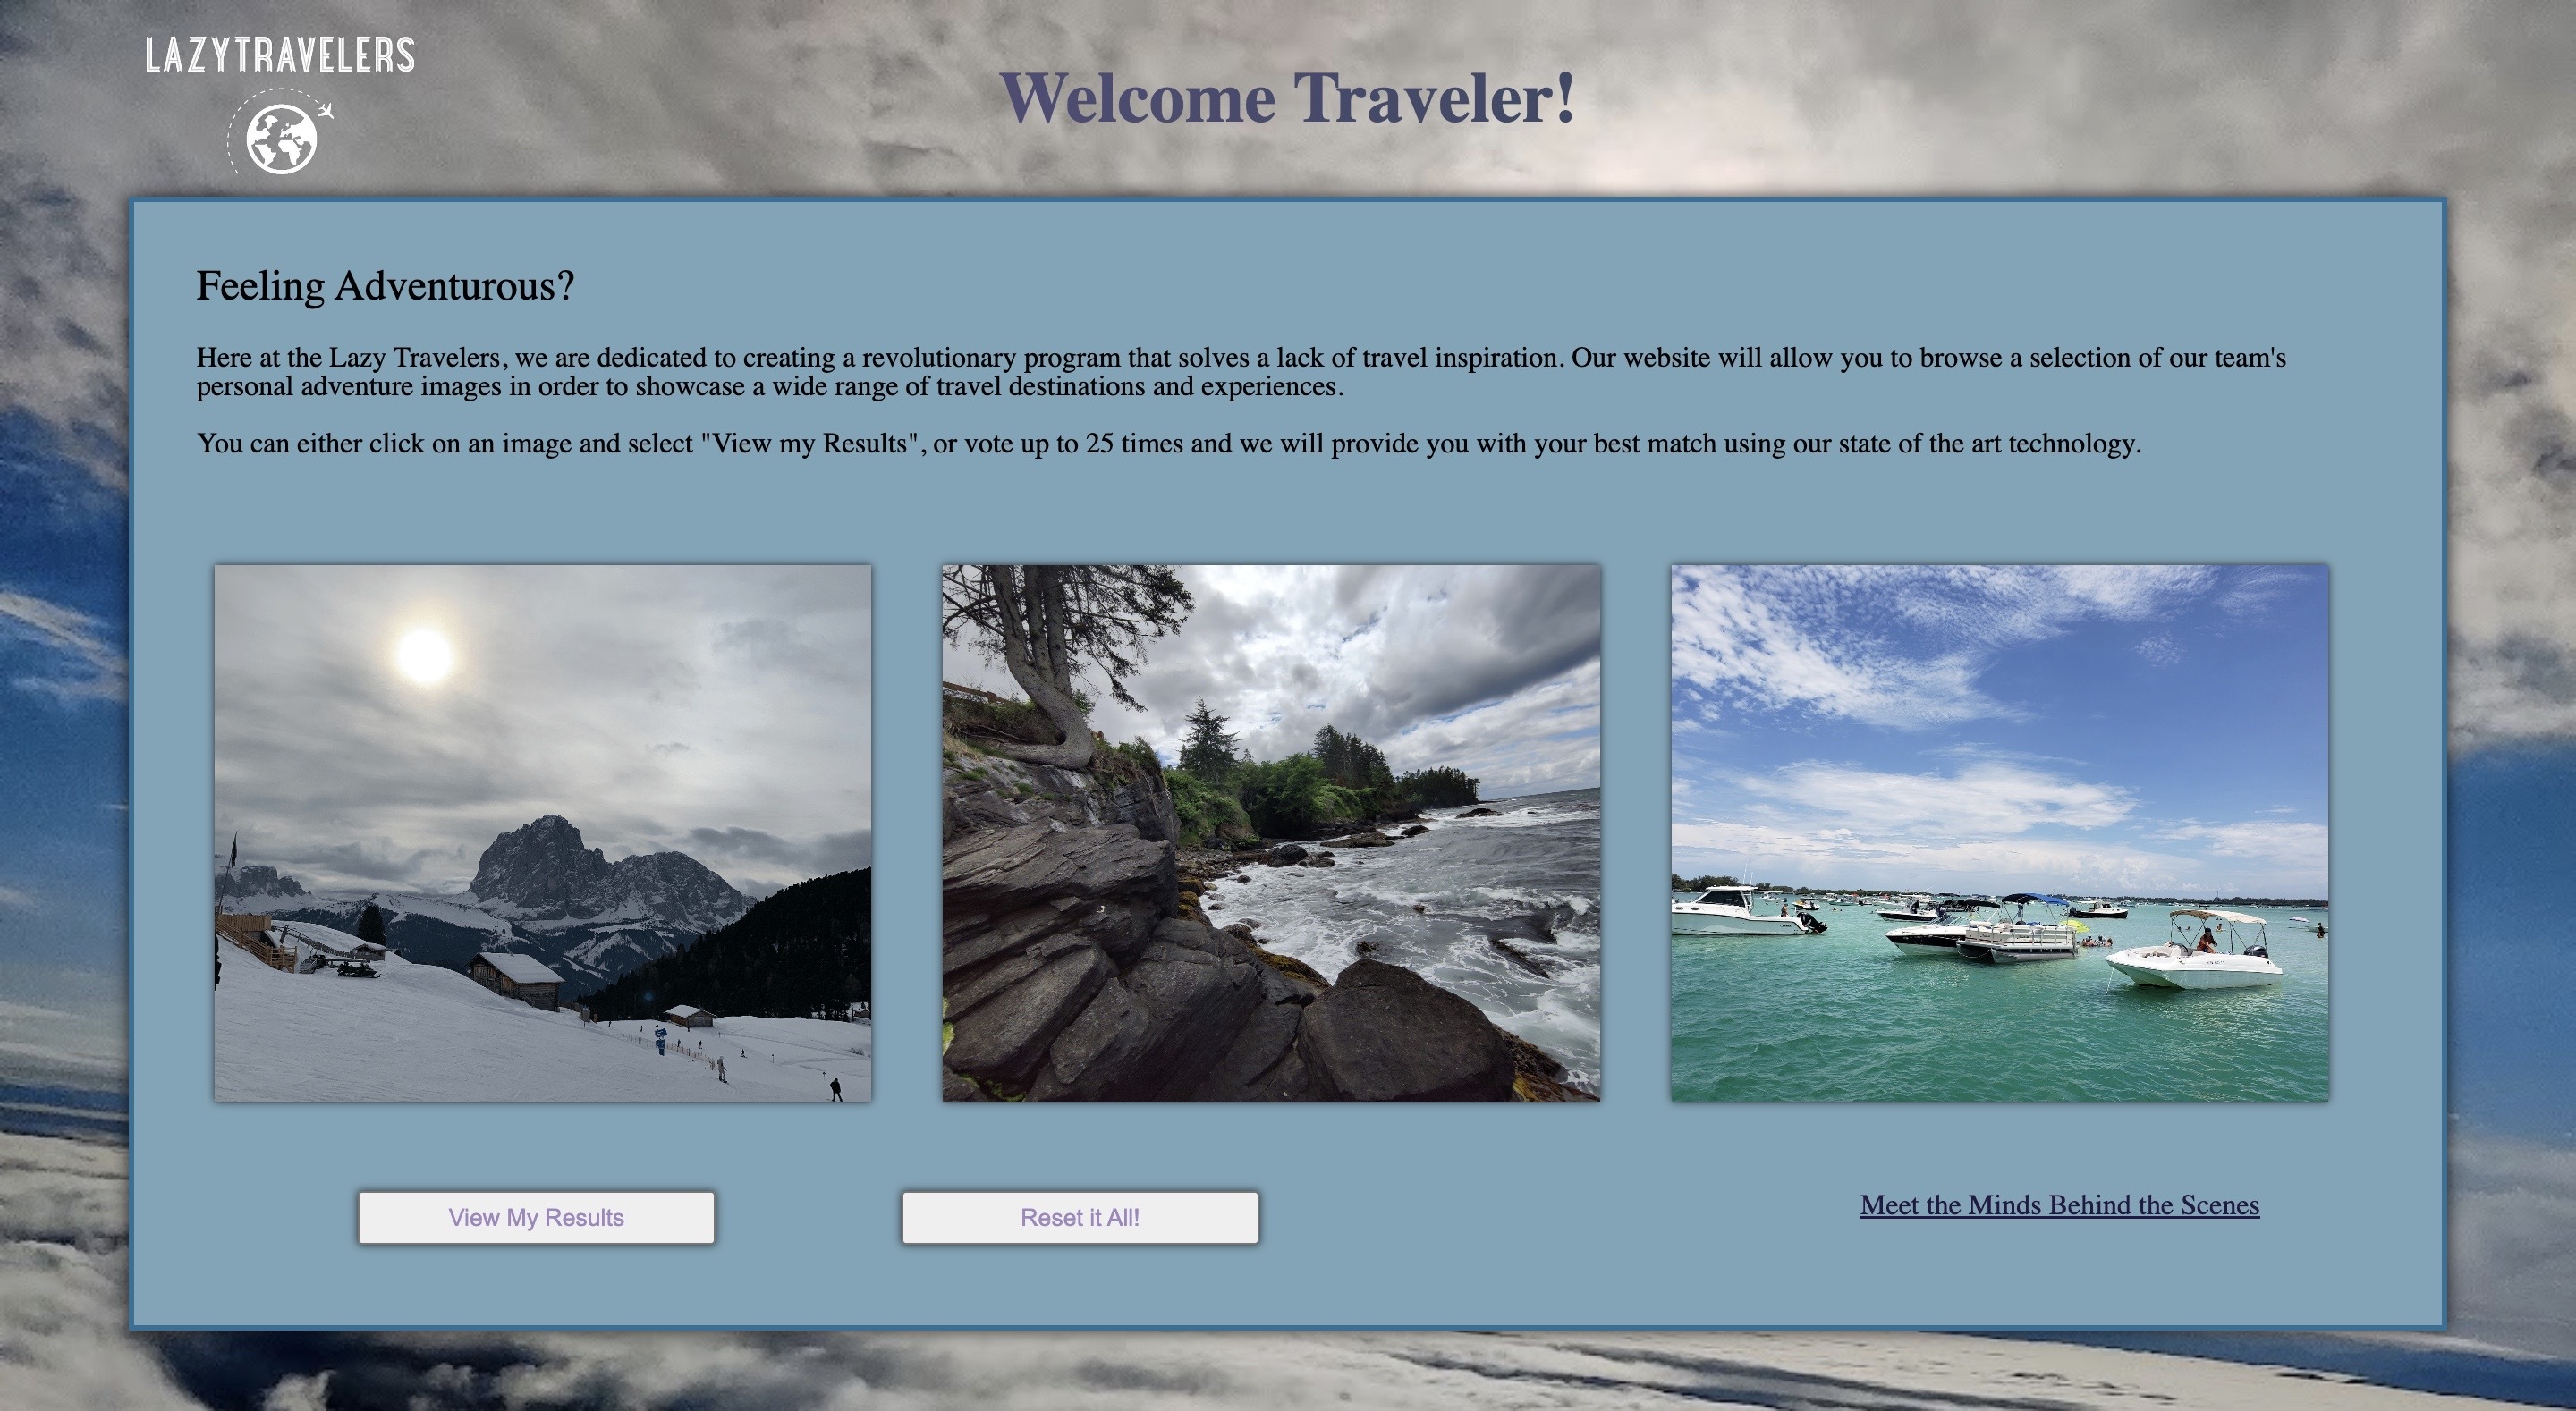 LAZYTRAVELERS
Welcome Traveler!
Feeling Adventurous?
Here at the Lazy Travelers, we are dedicated to creating a revolutionary program that solves a lack of travel inspiration. Our website will allow you to browse a selection of our team's
personal adventure images in order to showcase a wide range of travel destinations and experiences.
You can either click on an image and select "View my Results", or vote up to 25 times and we will provide you with your best match using our state of the art technology.
View My Results
Reset it All!
Meet the Minds Behind the Scenes